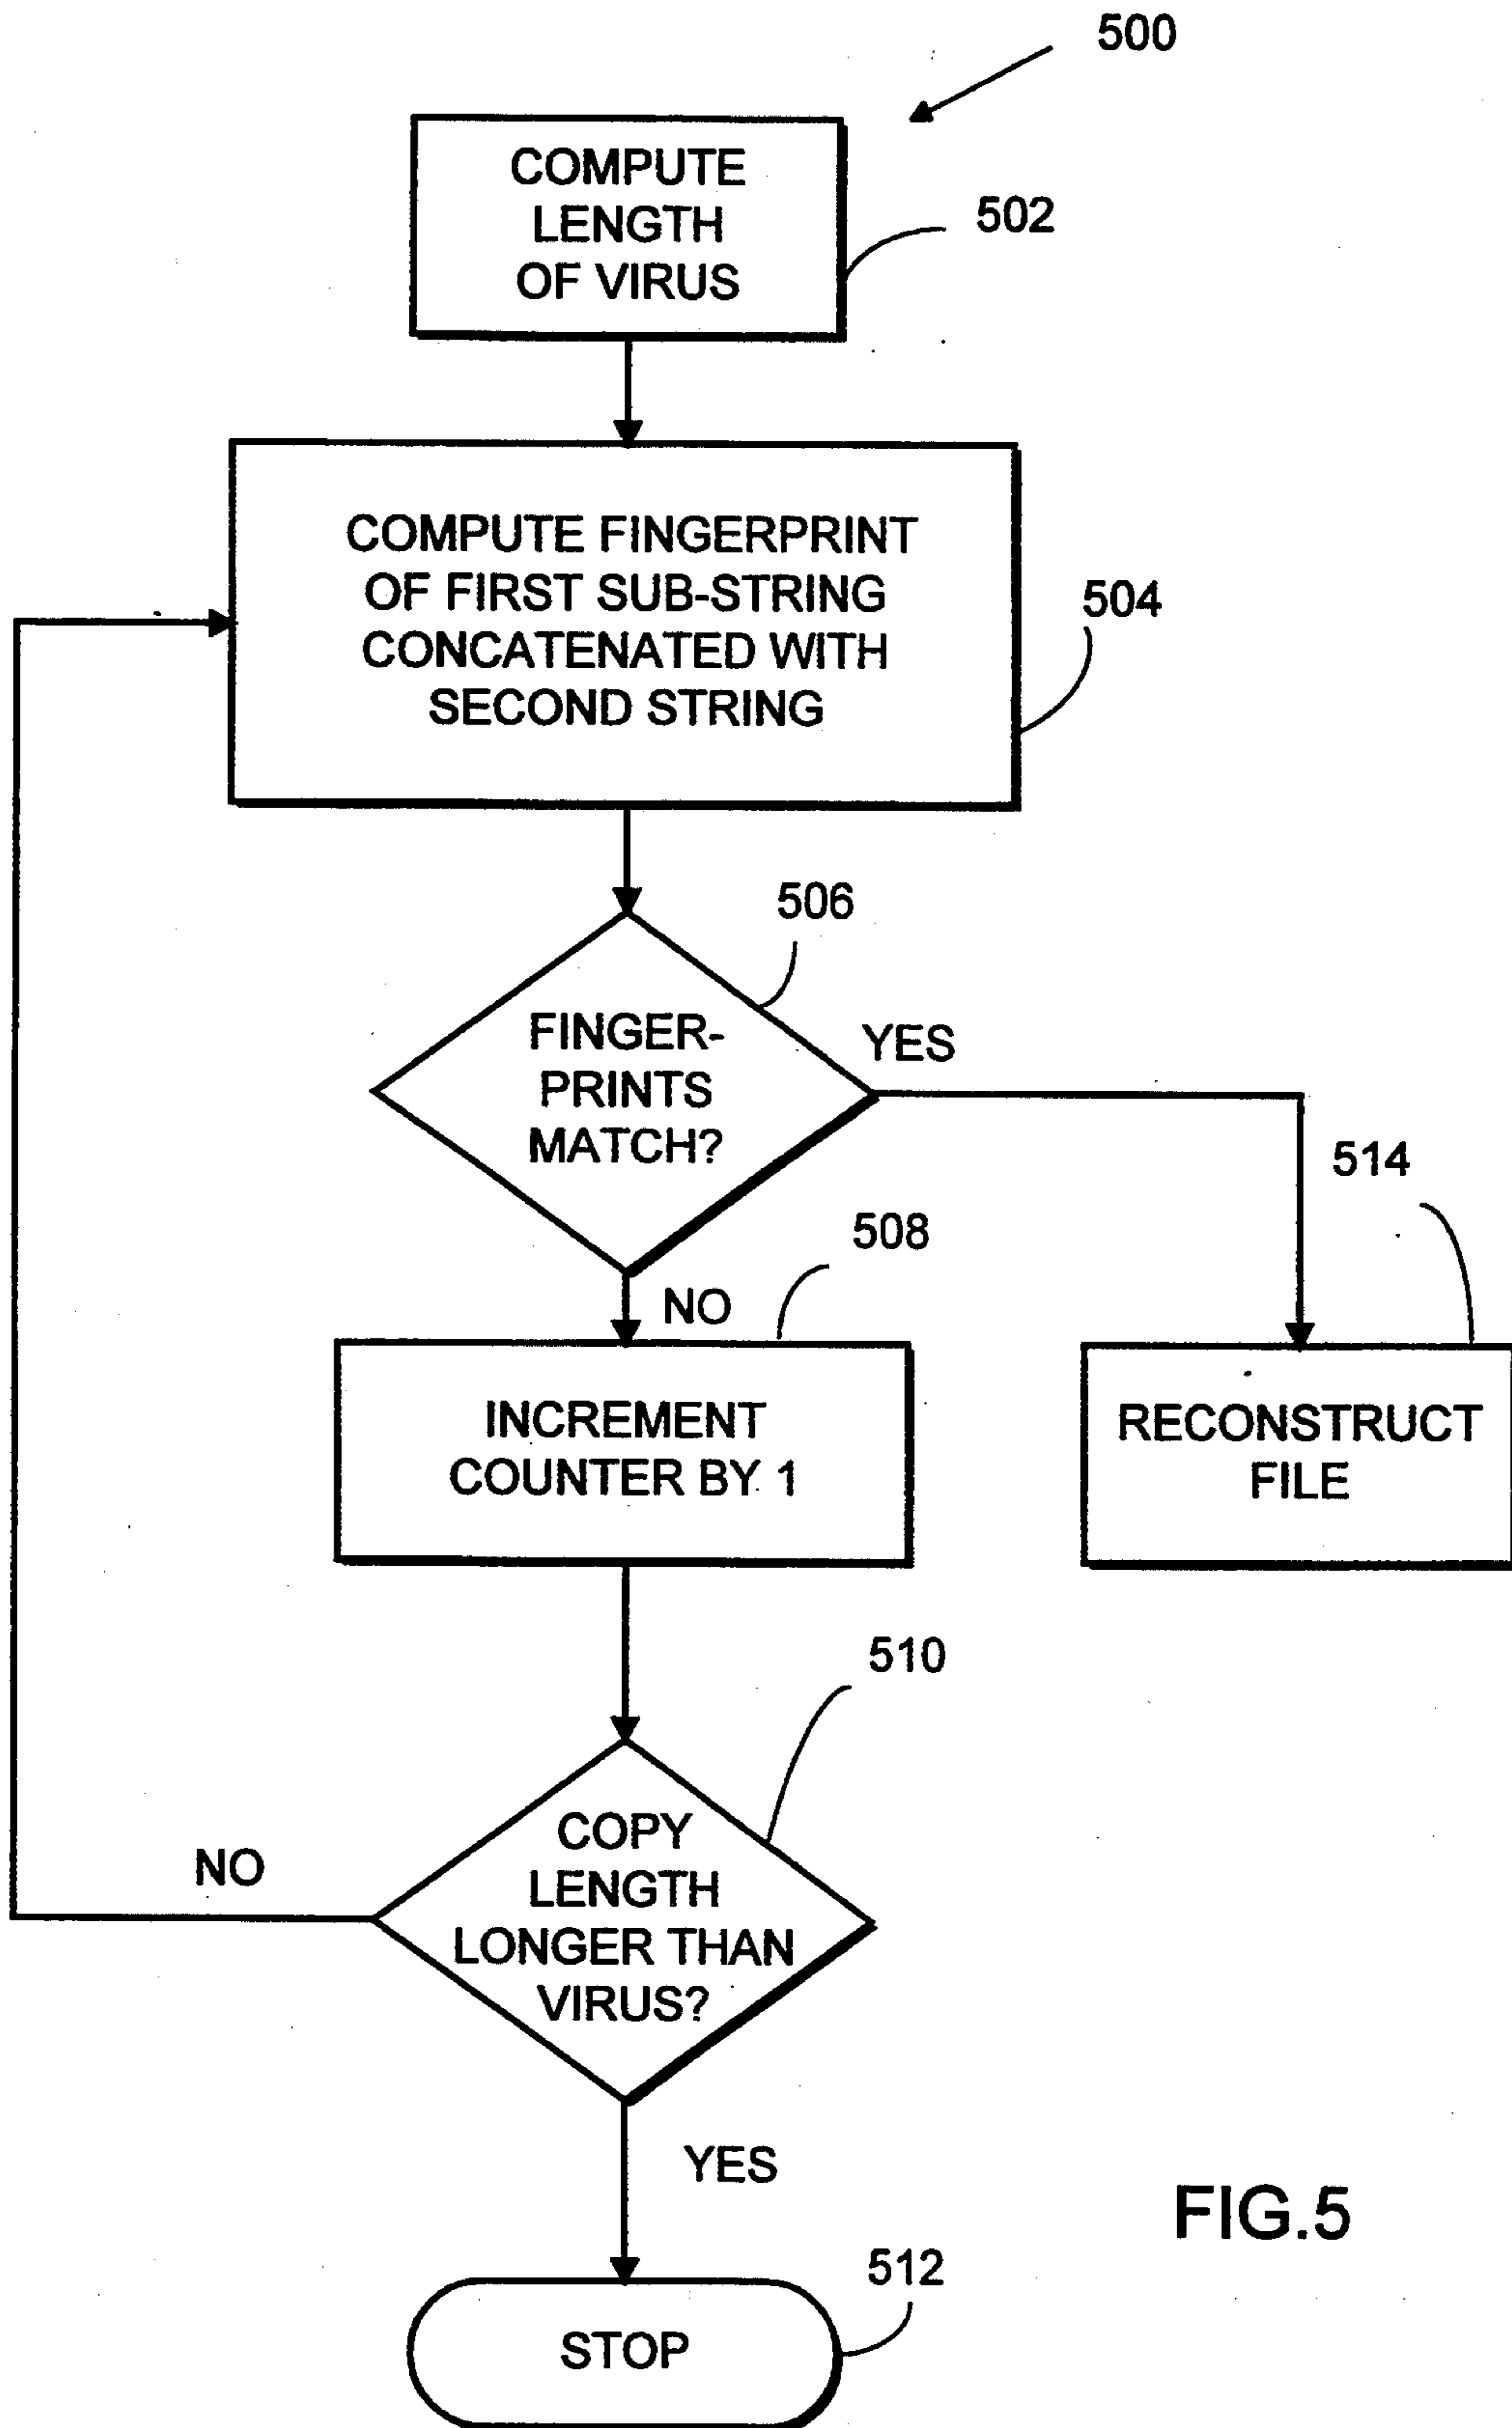 500
COMPUTE
LENGTH
OF VIRUS
502
COMPUTE FINGERPRINT
OF FIRST SUB-STRING
CONCATENATED WITH
SECOND STRING
504
506
FINGER-
PRINTS
MATCH?
YES
514
508
NO
INCREMENT
COUNTER BY 1
RECONSTRUCT
FILE
510
COPY
LENGTH
LONGER THAN
VIRUS?
NO
YES
FIG.5
512
STOP